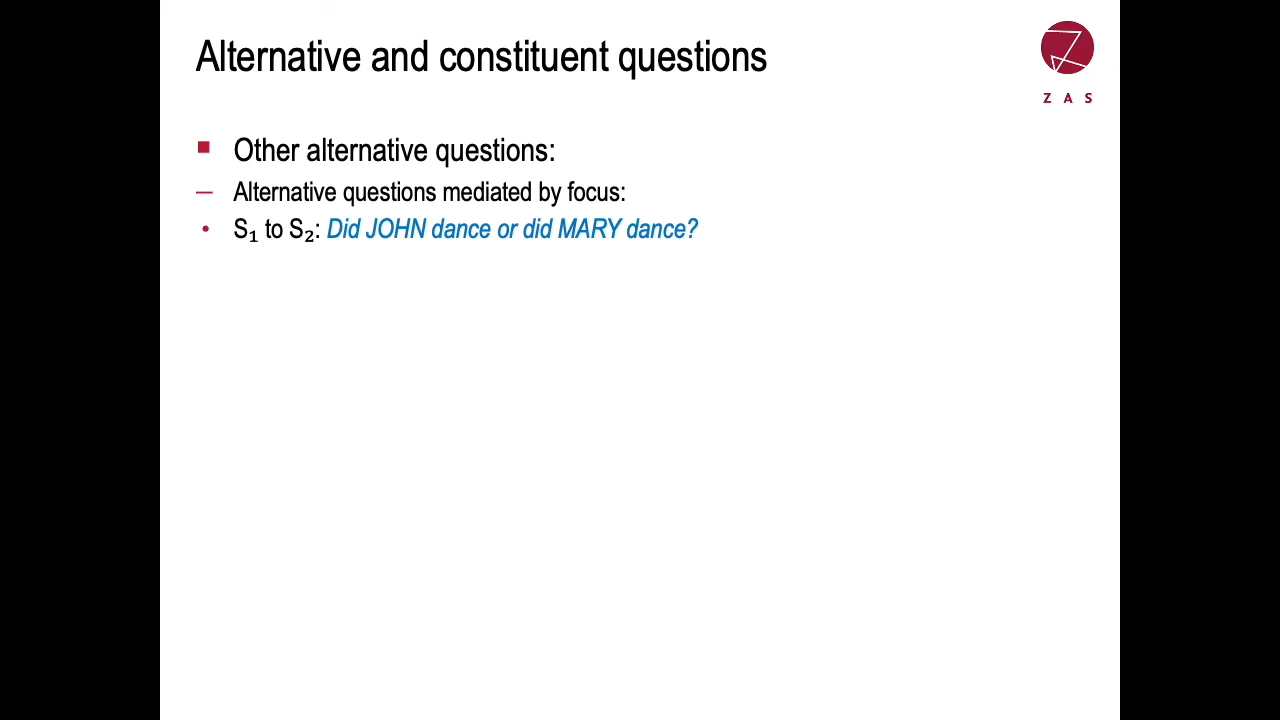 Alternative and constituent questions
Z A S
Other alternative questions:
Alternative questions mediated by focus:
S₁ to S₂: Did JOHN dance or did MARY dance?